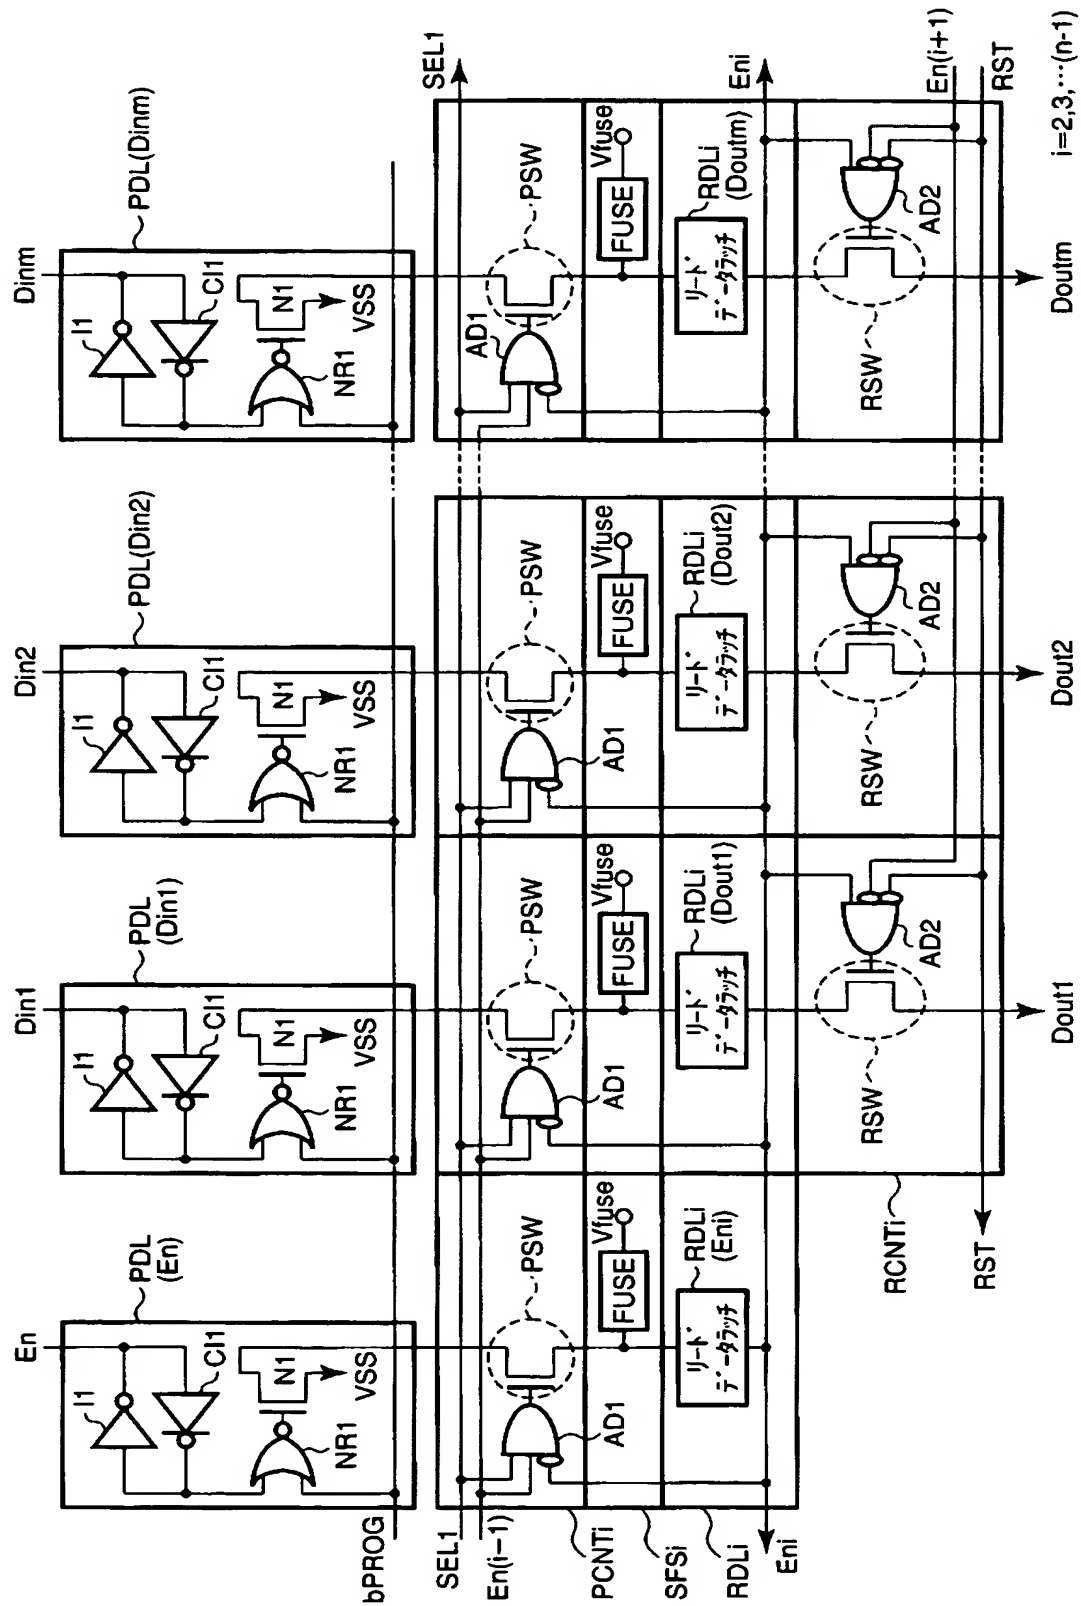 En
Din1
Din2
Dinm
PDL
(En)
PDL
(Din1)
PDL(Din2)
PDL(Dinm)
I1
CI1
N1
VSS
NR1
I1
CI1
N1
VSS
NR1
I1
CI1
N1
VSS
NR1
I1
CI1
N1
VSS
NR1
bPROG
SEL1
En(i−1)
SEL1
PSW
PSW
PSW
PSW
AD1
AD1
AD1
AD1
PCNTi
FUSE
Vfuse
FUSE
Vfuse
FUSE
Vfuse
FUSE
Vfuse
SFSi
RDLi
リード
データラッチ
RDLi
(Eni)
リード
データラッチ
RDLi
(Dout1)
リード
データラッチ
RDLi
(Dout2)
リード
データラッチ
RDLi
(Doutm)
Eni
Eni
RCNTi
RST
AD2
RSW
AD2
RSW
AD2
RSW
En(i+1)
RST
Dout1
Dout2
Doutm
i=2,3,⋯(n-1)